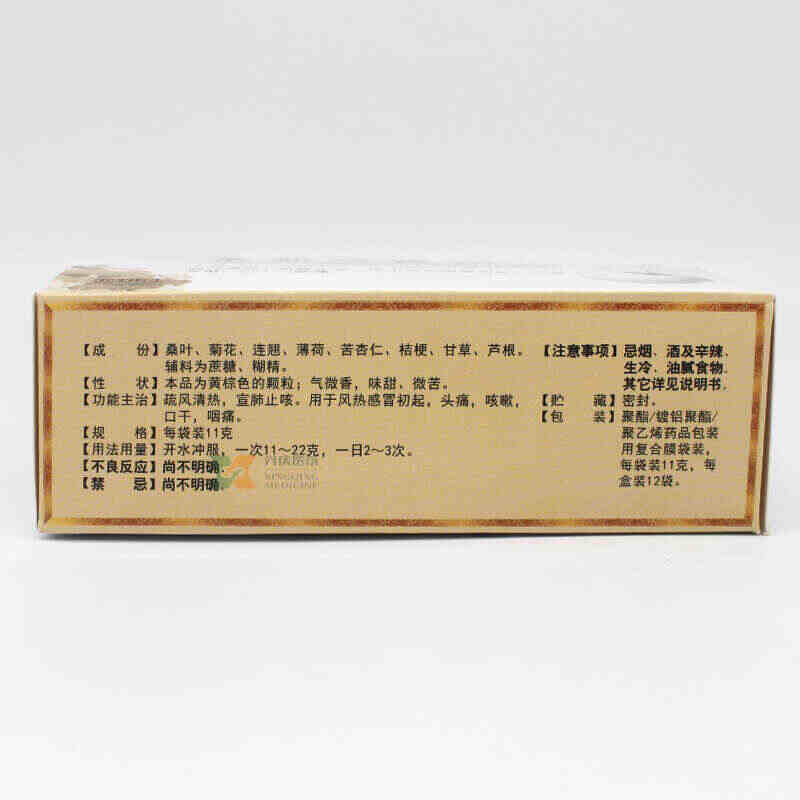 【成 份】桑叶、菊花、连翘、薄荷、苦杏仁、桔梗、甘草、芦根。
辅料为蔗糖、糊精。
【性 状】本品为黄棕色的颗粒；气微香，味甜、微苦。
【功能主治】疏风清热，宣肺止咳。用于风热感冒初起，头痛，咳嗽，
口干，咽痛。
【规 格】每袋装11克
【用法用量】开水冲服，一次11～22克，一日2～3次。
【不良反应】尚不明确。
【禁 忌】尚不明确。
【注意事项】忌烟、酒及辛辣、
生冷、油腻食物。
其它详见说明书。
【贮 藏】密封。
【包 装】聚酯/镀铝聚酯/
聚乙烯药品包装
用复合膜袋装，
每袋装11克，每
盒装12袋。
XINGQING
MEDICINE